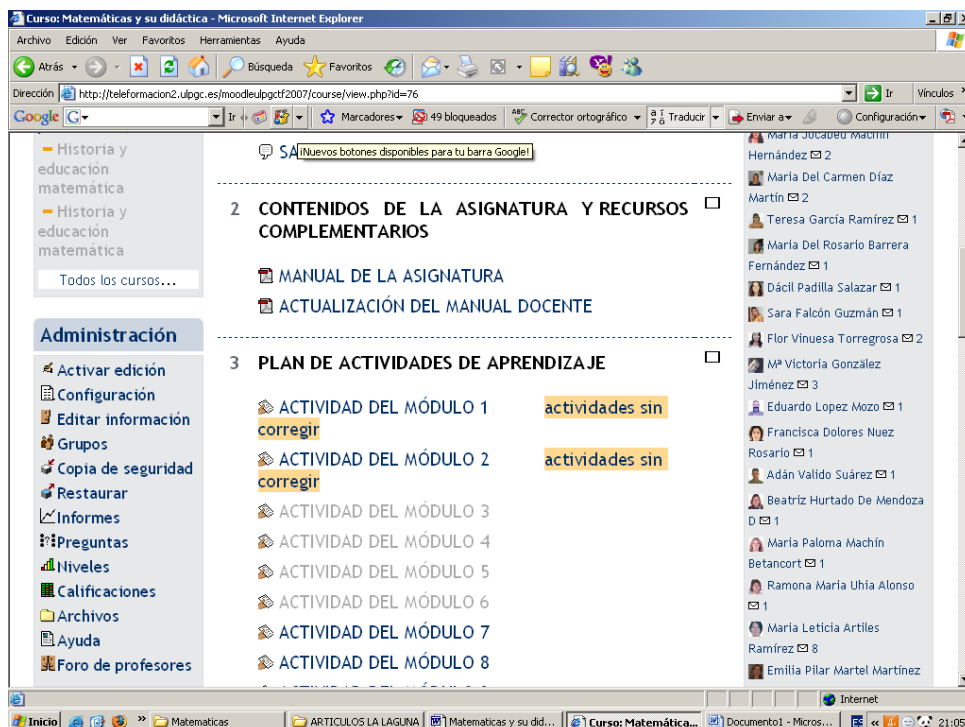 Curso: Matemáticas y su didáctica - Microsoft Internet Explorer
Archivo Edición Ver Favoritos Herramientas Ayuda
Atrás Búsqueda Favoritos
Dirección http://teleformacion2.ulpgc.es/moodleulpgctf2007/course/view.php?id=76 Ir Vínculos »
Google G Ir Marcadores 49 bloqueados Corrector ortográfico Traducir Enviar a Configuración
Historia y
educación
matemática
Historia y
educación
matemática
Todos los cursos...
Administración
Activar edición
Configuración
Editar información
Grupos
Copia de seguridad
Restaurar
Informes
Preguntas
Niveles
Calificaciones
Archivos
Ayuda
Foro de profesores
SA
¡Nuevos botones disponibles para tu barra Google!
2 CONTENIDOS DE LA ASIGNATURA Y RECURSOS
COMPLEMENTARIOS
MANUAL DE LA ASIGNATURA
ACTUALIZACIÓN DEL MANUAL DOCENTE
3 PLAN DE ACTIVIDADES DE APRENDIZAJE
ACTIVIDAD DEL MÓDULO 1 actividades sin
corregir
ACTIVIDAD DEL MÓDULO 2 actividades sin
corregir
ACTIVIDAD DEL MÓDULO 3
ACTIVIDAD DEL MÓDULO 4
ACTIVIDAD DEL MÓDULO 5
ACTIVIDAD DEL MÓDULO 6
ACTIVIDAD DEL MÓDULO 7
ACTIVIDAD DEL MÓDULO 8
Maria Jocabeu Machin
Hernández 2
Maria Del Carmen Díaz
Martín 2
Teresa García Ramírez 1
Maria Del Rosario Barrera
Fernández 1
Dácil Padilla Salazar 1
Sara Falcón Guzmán 1
Flor Vinuesa Torregrosa 2
Mª Victoria Gonzälez
Jiménez 3
Eduardo Lopez Mozo 1
Francisca Dolores Nuez
Rosario 1
Adán Valido Suárez 1
Beatriz Hurtado De Mendoza
D 1
Maria Paloma Machín
Betancort 1
Ramona Maria Uhia Alonso
1
Maria Leticia Artiles
Ramírez 8
Emilia Pilar Martel Martínez
Internet
Inicio » Matematicas ARTICULOS LA LAGUNA Matematicas y su did... Curso: Matemática... Documento1 - Micros... ES « 21:05